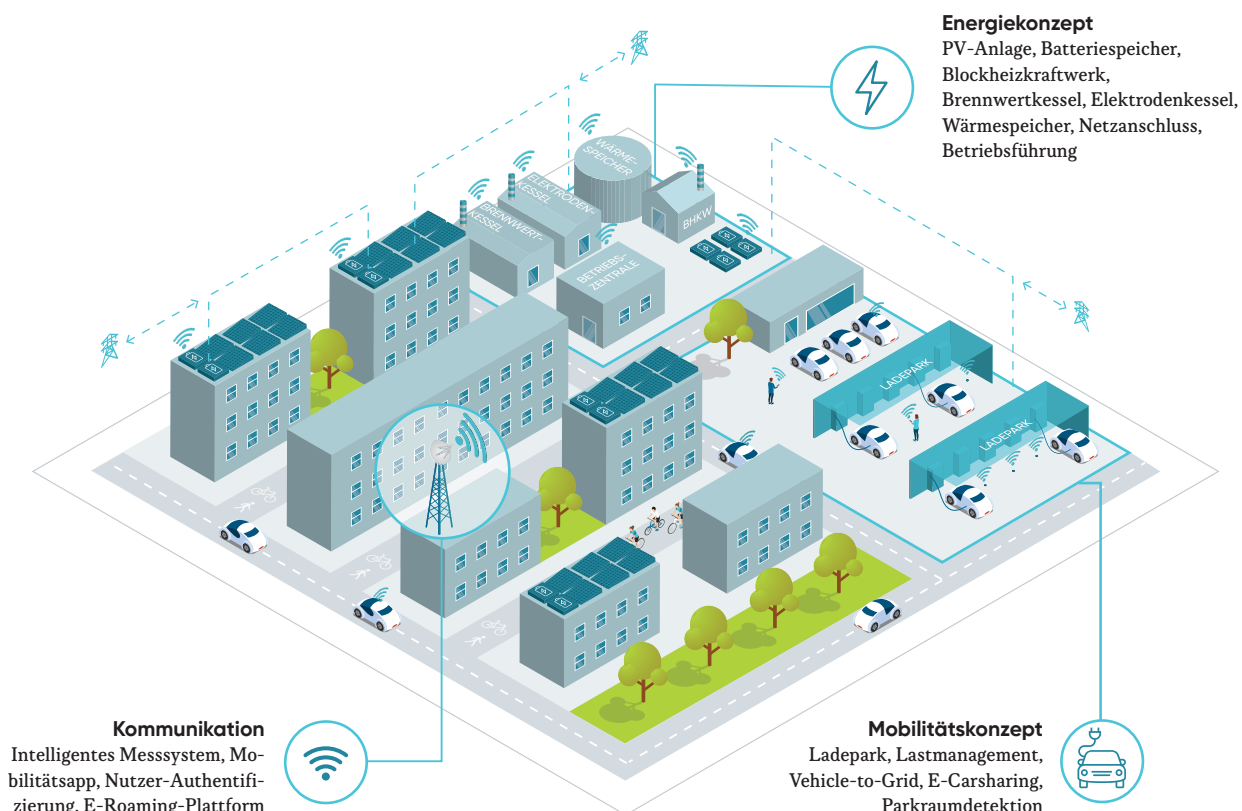 Energiekonzept
PV-Anlage, Batteriespeicher,
Blockheizkraftwerk,
Brennwertkessel, Elektrodenkessel,
Wärmespeicher, Netzanschluss,
Betriebsführung
WÄRME-
SPEICHER
ELEKTRODEN-
KESSEL
BRENNWERT-
KESSEL
BHKW
BETRIEBS-
ZENTRALE
LADEPARK
LADEPARK
Kommunikation
Intelligentes Messsystem, Mo-
bilitätsapp, Nutzer-Authentifi-
zierung, E-Roaming-Plattform
Mobilitätskonzept
Ladepark, Lastmanagement,
Vehicle-to-Grid, E-Carsharing,
Parkraumdetektion